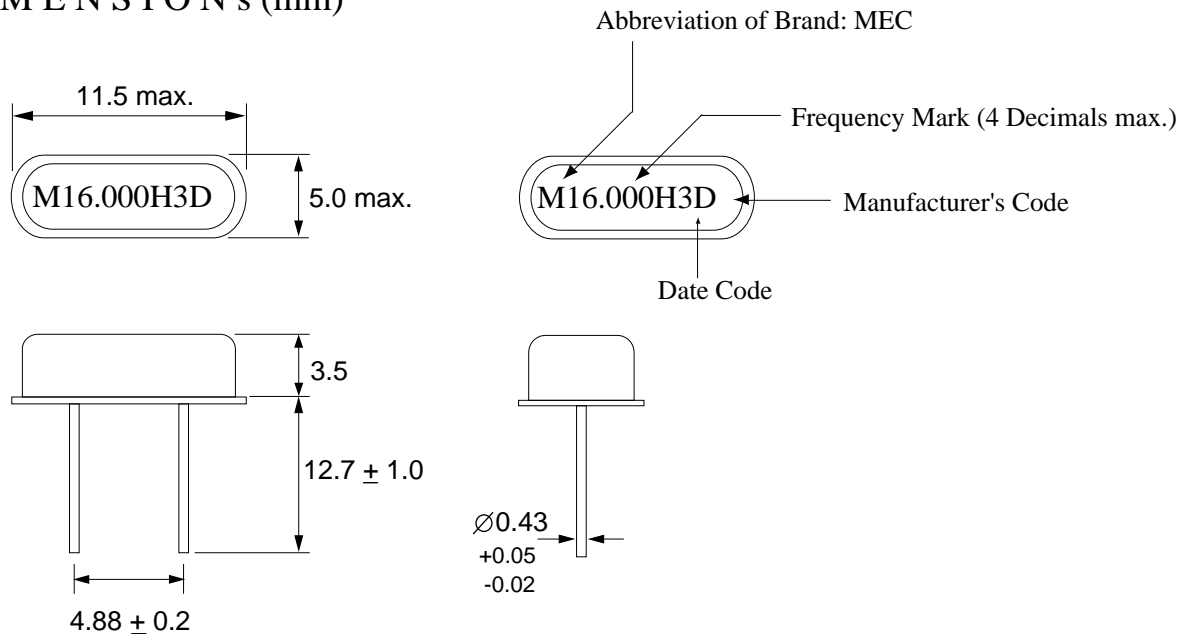 M E N S I O N s (mm)
Abbreviation of Brand: MEC
11.5 max.
Frequency Mark (4 Decimals max.)
M16.000H3D
5.0 max.
M16.000H3D
Manufacturer's Code
Date Code
3.5
12.7 ± 1.0
∅0.43
+0.05
-0.02
4.88 ± 0.2